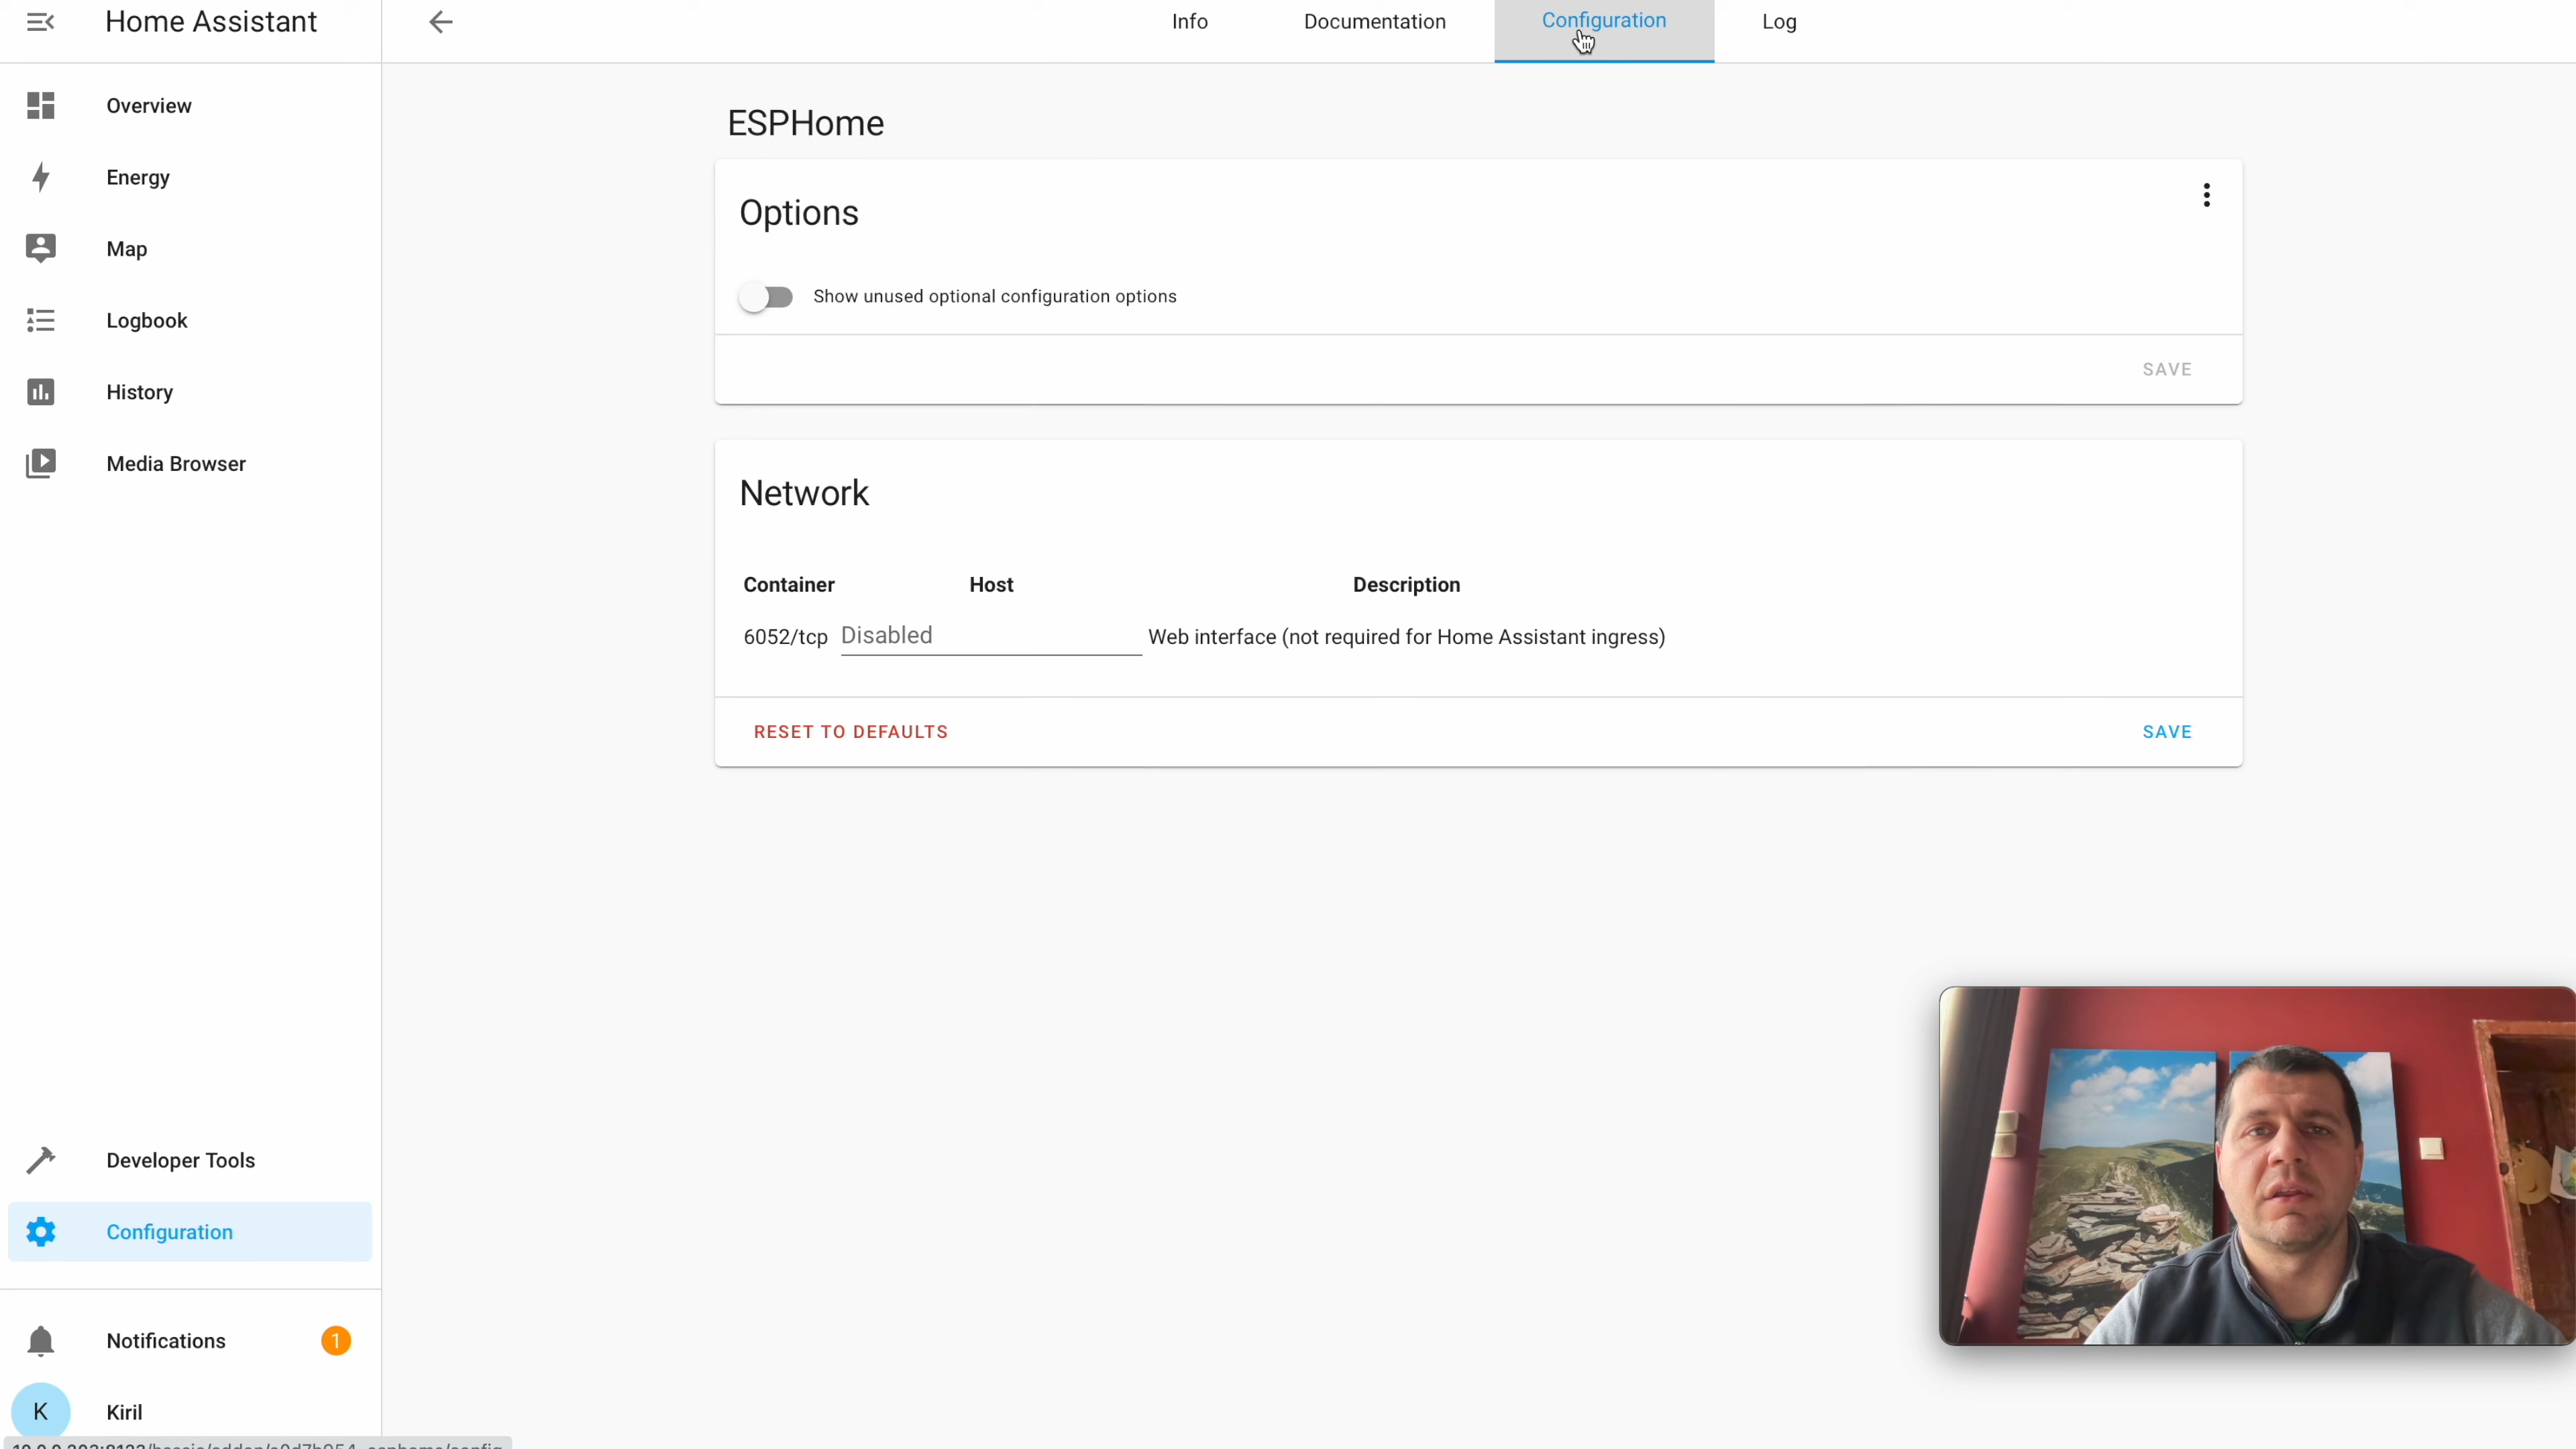 Home Assistant
Info Documentation Configuration Log
Overview
Energy
Map
Logbook
History
Media Browser
Developer Tools
Configuration
Notifications 1
K Kiril
ESPHome
Options
Show unused optional configuration options
SAVE
Network
Container Host Description
6052/tcp Disabled Web interface (not required for Home Assistant ingress)
RESET TO DEFAULTS SAVE